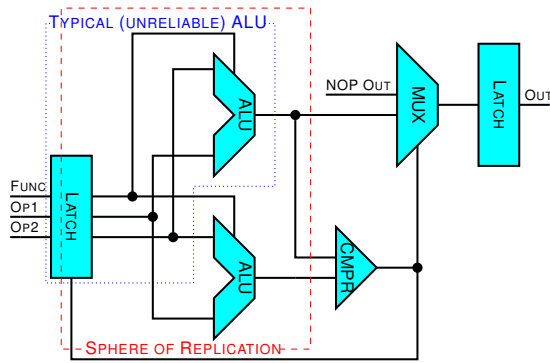 TYPICAL (UNRELIABLE) ALU
NOP OUT
MUX
LATCH
OUT
ALU
FUNC
OP1
OP2
LATCH
ALU
CMPR
SPHERE OF REPLICATION